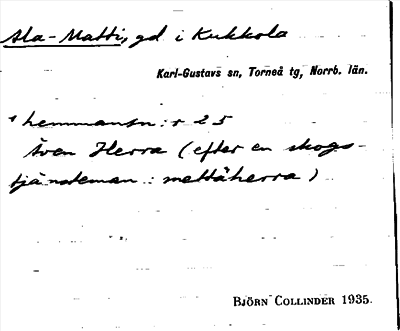 Ala-Matti, gd i Kukkola
Karl-Gustavs sn, Torneå tg, Norrb. län.
hemmansn:r 25
Även Herra (efter en skogs-
tjänsteman : mettäherra)
BJÖRN COLLINDER 1935.